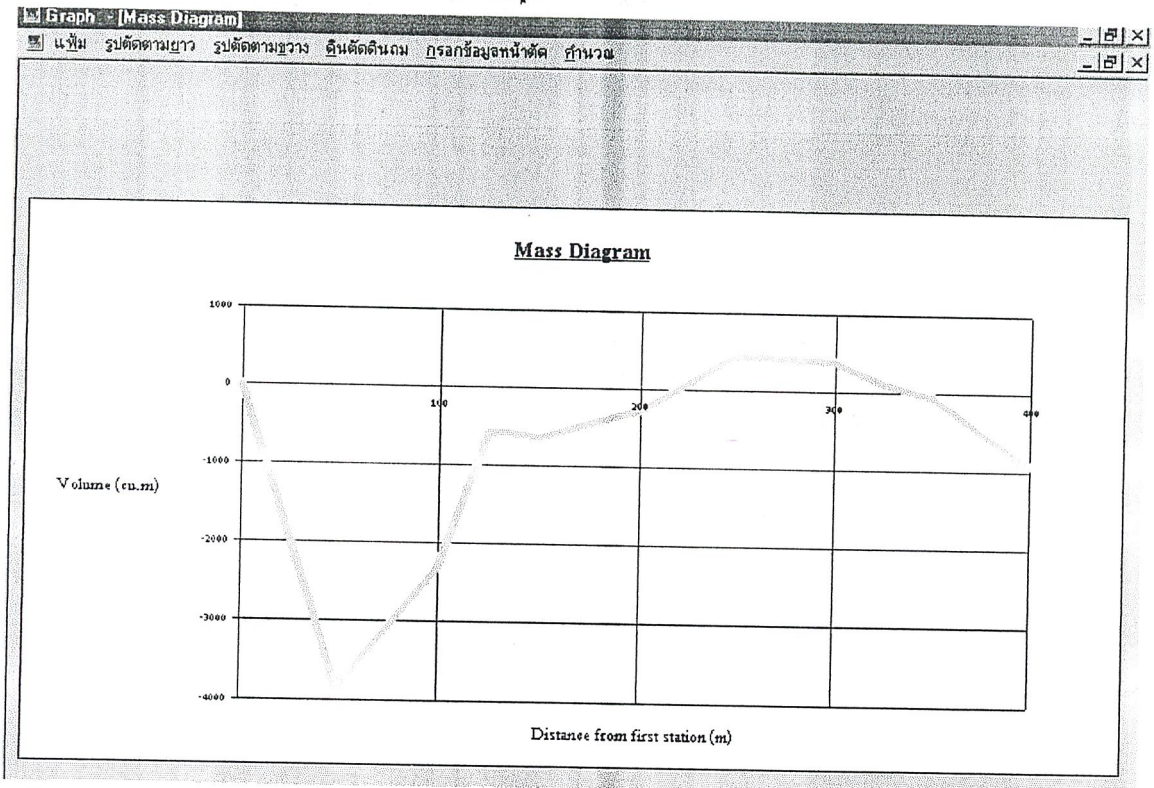 Graph - [Mass Diagram]
แฟ้ม รูปตัดตามยาว รูปตัดตามขวาง ดินตัดดินถม กรอกข้อมูลหน้าตัด คำนวณ
Mass Diagram
1000
0
100
200
300
400
-1000
Volume (cu.m)
-2000
-3000
-4000
Distance from first station (m)